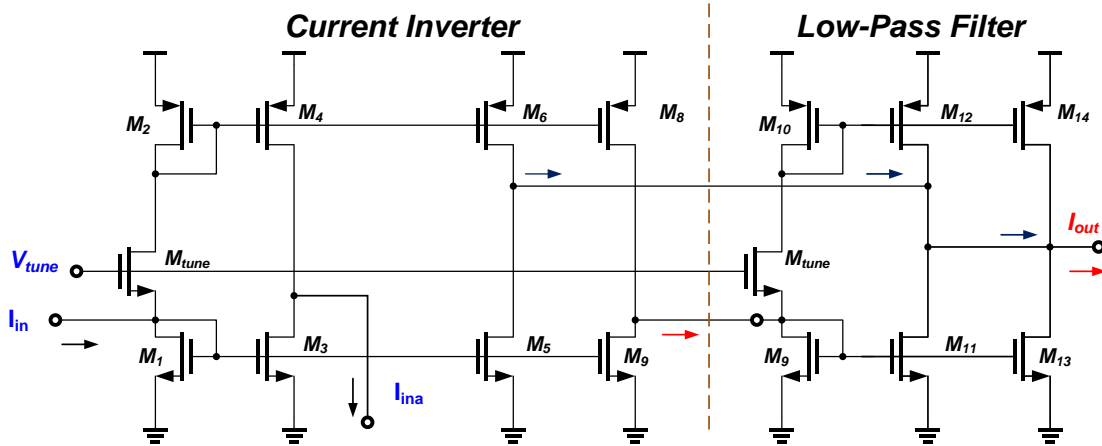 Current Inverter
Low-Pass Filter
M2
M4
M6
M8
M10
M12
M14
Vtune
Mtune
Mtune
Iout
Iin
M1
M3
M5
M9
M9
M11
M13
Iina